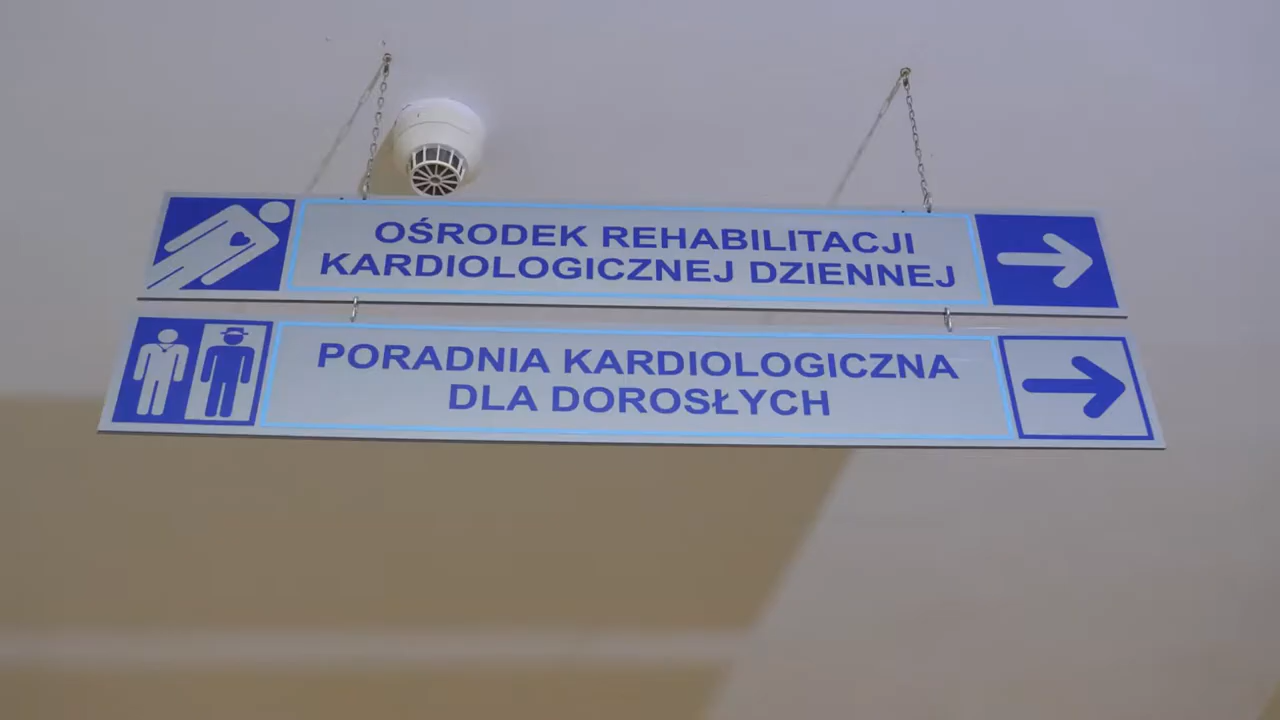 OŚRODEK REHABILITACJI
KARDIOLOGICZNEJ DZIENNEJ
PORADNIA KARDIOLOGICZNA
DLA DOROSŁYCH